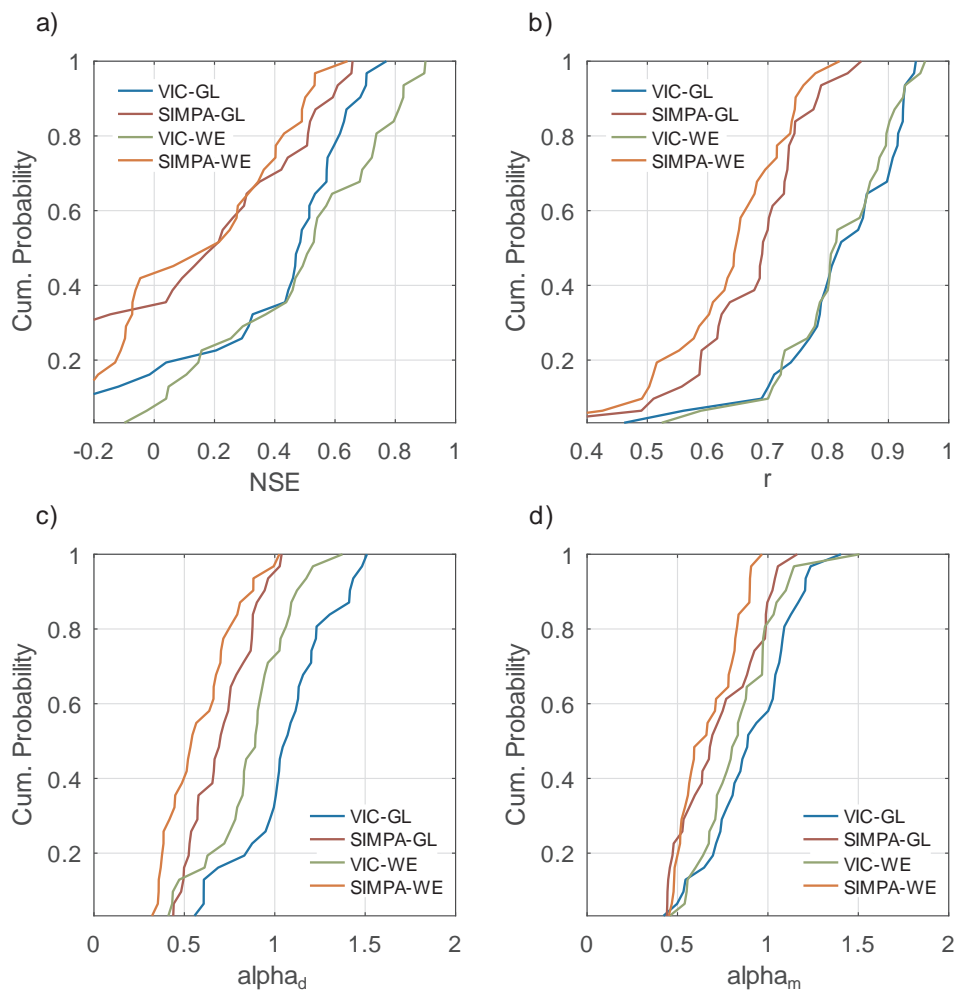 a)
Cum. Probability
1
0.8
0.6
0.4
0.2
-0.2 0 0.2 0.4 0.6 0.8 1
NSE
VIC-GL
SIMPA-GL
VIC-WE
SIMPA-WE
b)
Cum. Probability
1
0.8
0.6
0.4
0.2
0.4 0.5 0.6 0.7 0.8 0.9 1
r
VIC-GL
SIMPA-GL
VIC-WE
SIMPA-WE
c)
Cum. Probability
1
0.8
0.6
0.4
0.2
0 0.5 1 1.5 2
alpha_d
VIC-GL
SIMPA-GL
VIC-WE
SIMPA-WE
d)
Cum. Probability
1
0.8
0.6
0.4
0.2
0 0.5 1 1.5 2
alpha_m
VIC-GL
SIMPA-GL
VIC-WE
SIMPA-WE